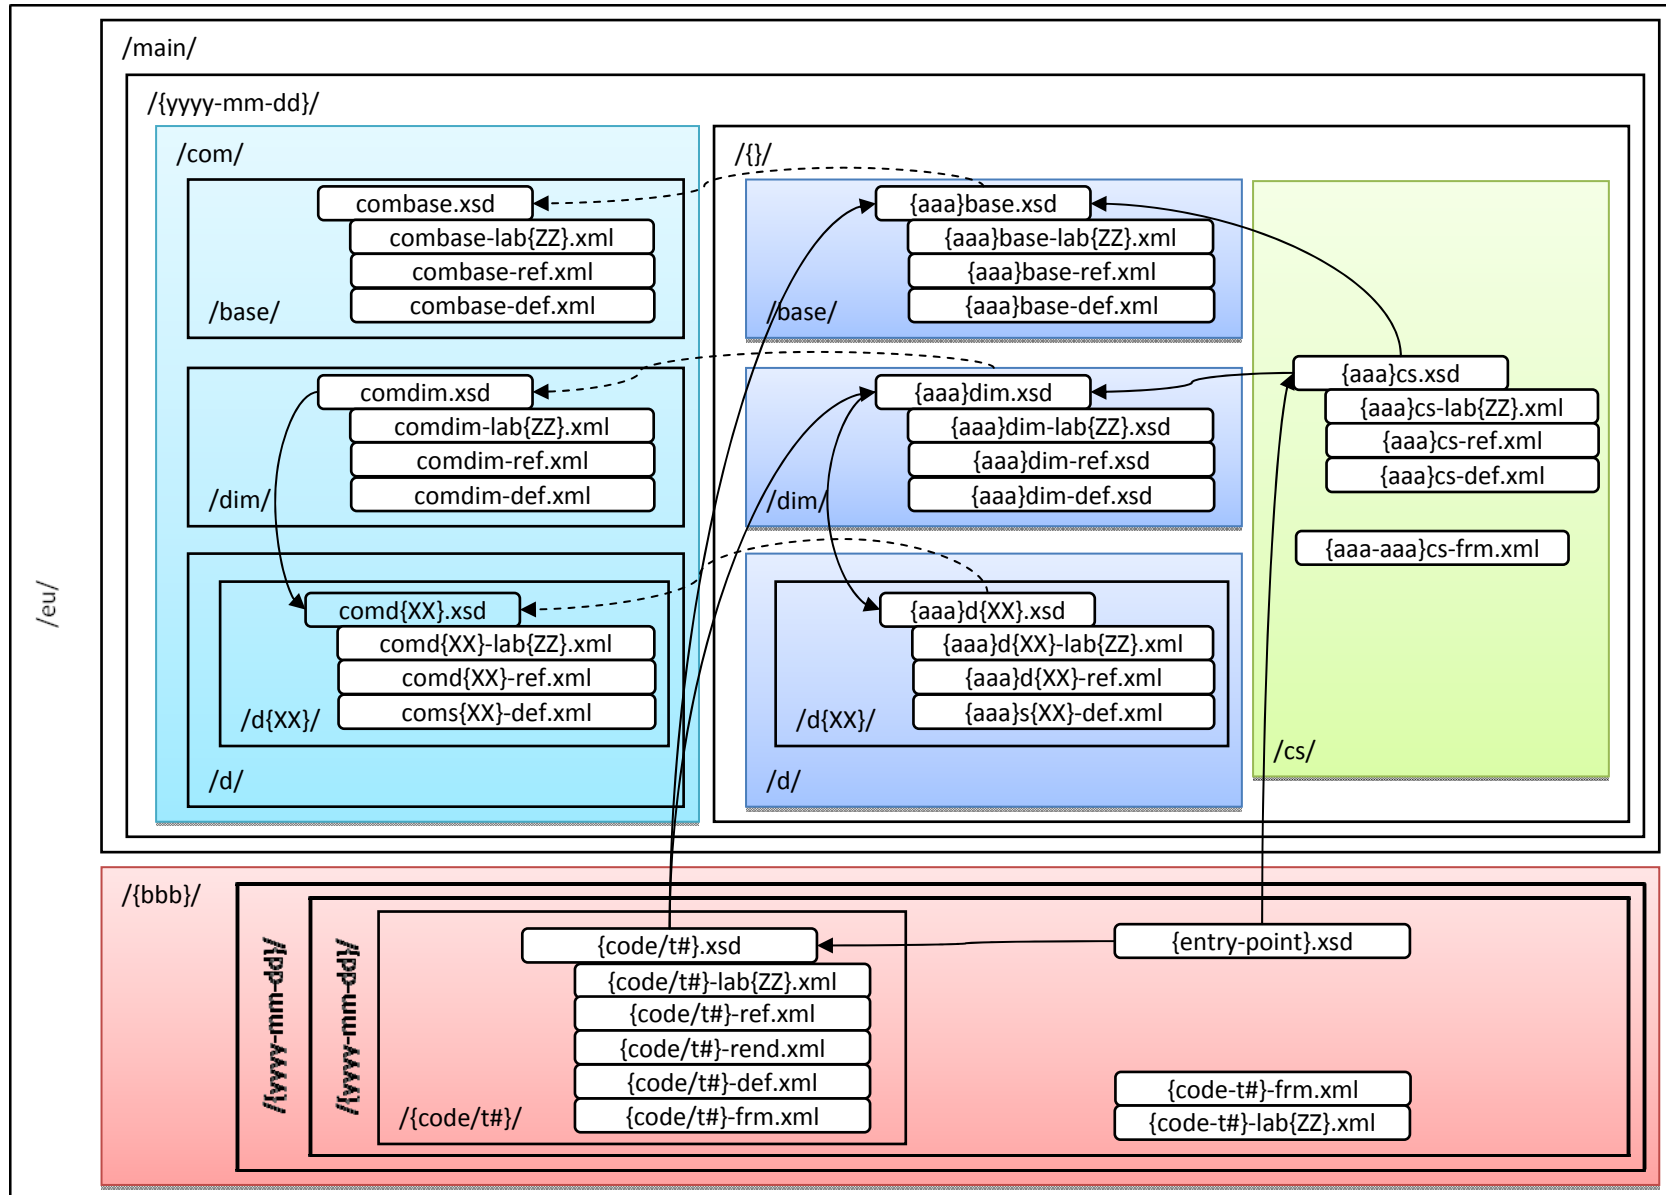 /main/
/{yyyy-mm-dd}/
/com/
combase.xsd
combase-lab{ZZ}.xml
combase-ref.xml
combase-def.xml
/base/
comdim.xsd
comdim-lab{ZZ}.xml
comdim-ref.xml
comdim-def.xml
/dim/
comd{XX}.xsd
comd{XX}-lab{ZZ}.xml
comd{XX}-ref.xml
coms{XX}-def.xml
/d{XX}/
/d/
/{}/
{aaa}base.xsd
{aaa}base-lab{ZZ}.xml
{aaa}base-ref.xml
{aaa}base-def.xml
/base/
{aaa}dim.xsd
{aaa}dim-lab{ZZ}.xsd
{aaa}dim-ref.xsd
{aaa}dim-def.xsd
/dim/
{aaa}d{XX}.xsd
{aaa}d{XX}-lab{ZZ}.xml
{aaa}d{XX}-ref.xml
{aaa}s{XX}-def.xml
/d{XX}/
/d/
{aaa}cs.xsd
{aaa}cs-lab{ZZ}.xml
{aaa}cs-ref.xml
{aaa}cs-def.xml
{aaa-aaa}cs-frm.xml
/cs/
/eu/
/{bbb}/
/{yyyy-mm-dd}/
/{yyyy-mm-dd}/
{code/t#}.xsd
{code/t#}-lab{ZZ}.xml
{code/t#}-ref.xml
{code/t#}-rend.xml
{code/t#}-def.xml
{code/t#}-frm.xml
/{code/t#}/
{entry-point}.xsd
{code-t#}-frm.xml
{code-t#}-lab{ZZ}.xml